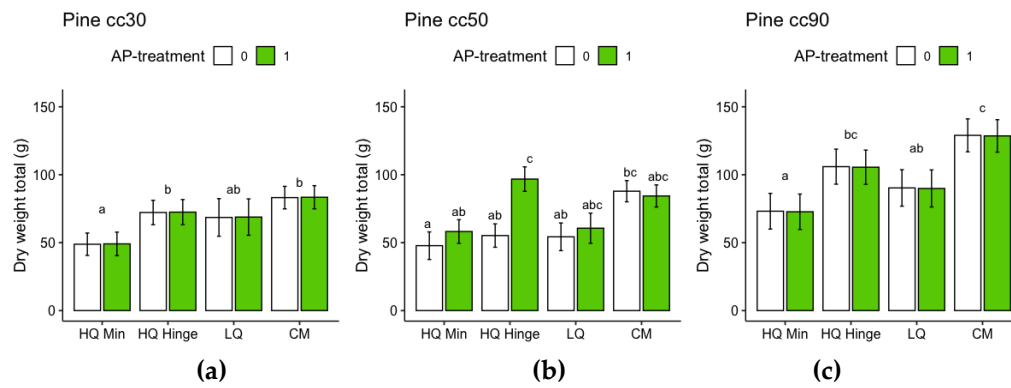 Pine cc30
AP-treatment 0 1
Dry weight total (g)
150
100
50
0
a
b
ab
b
HQ Min HQ Hinge LQ CM
(a)
Pine cc50
AP-treatment 0 1
Dry weight total (g)
150
100
50
0
a ab ab c ab abc bc abc
HQ Min HQ Hinge LQ CM
(b)
Pine cc90
AP-treatment 0 1
Dry weight total (g)
150
100
50
0
a
bc
ab
c
HQ Min HQ Hinge LQ CM
(c)